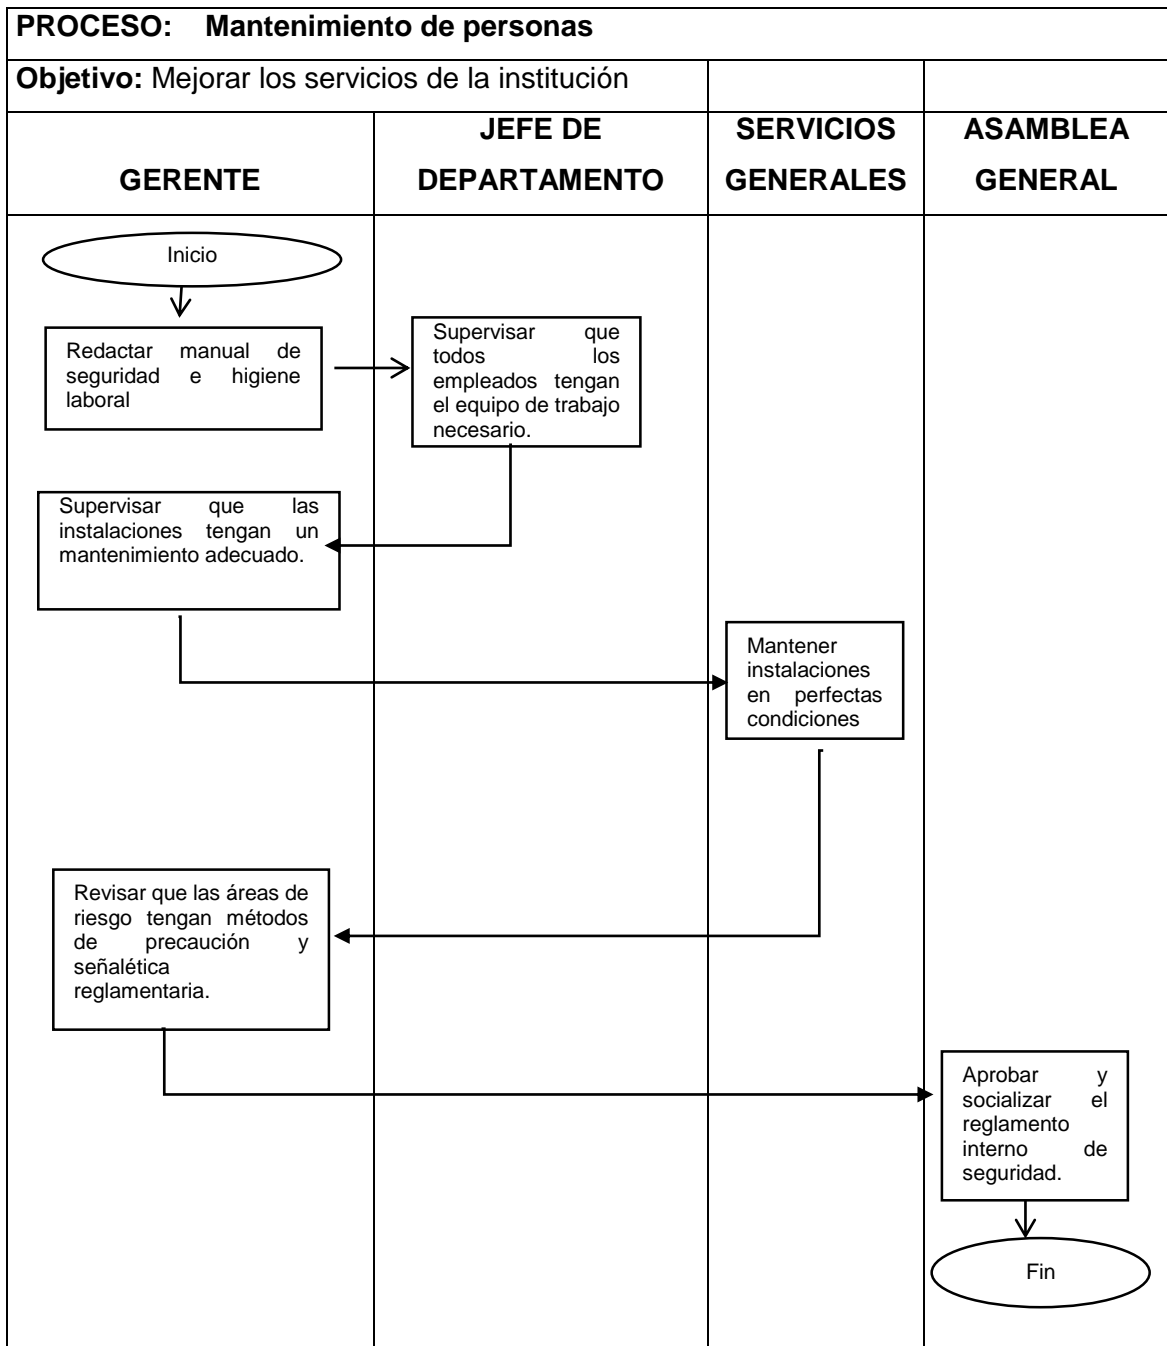 PROCESO: Mantenimiento de personas
Objetivo: Mejorar los servicios de la institución
GERENTE
JEFE DE
DEPARTAMENTO
SERVICIOS
GENERALES
ASAMBLEA
GENERAL
Inicio
Redactar manual de
seguridad e higiene
laboral
Supervisar que
todos los
empleados tengan
el equipo de trabajo
necesario.
Supervisar que las
instalaciones tengan un
mantenimiento adecuado.
Mantener
instalaciones
en perfectas
condiciones
Revisar que las áreas de
riesgo tengan métodos
de precaución y
señalética
reglamentaria.
Aprobar y
socializar el
reglamento
interno de
seguridad.
Fin